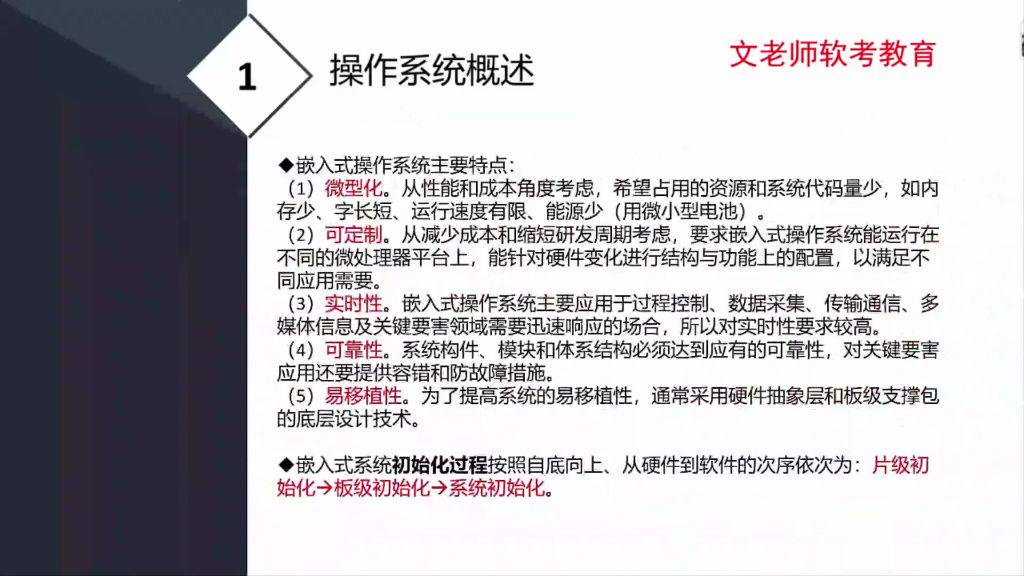 1
操作系统概述
文老师软考教育
◆嵌入式操作系统主要特点：
（1）微型化。从性能和成本角度考虑，希望占用的资源和系统代码量少，如内
存少、字长短、运行速度有限、能源少（用微小型电池）。
（2）可定制。从减少成本和缩短研发周期考虑，要求嵌入式操作系统能运行在
不同的微处理器平台上，能针对硬件变化进行结构与功能上的配置，以满足不
同应用需要。
（3）实时性。嵌入式操作系统主要应用于过程控制、数据采集、传输通信、多
媒体信息及关键要害领域需要迅速响应的场合，所以对实时性要求较高。
（4）可靠性。系统构件、模块和体系结构必须达到应有的可靠性，对关键要害
应用还要提供容错和防故障措施。
（5）易移植性。为了提高系统的易移植性，通常采用硬件抽象层和板级支撑包
的底层设计技术。
◆嵌入式系统初始化过程按照自底向上、从硬件到软件的次序依次为：片级初
始化→板级初始化→系统初始化。